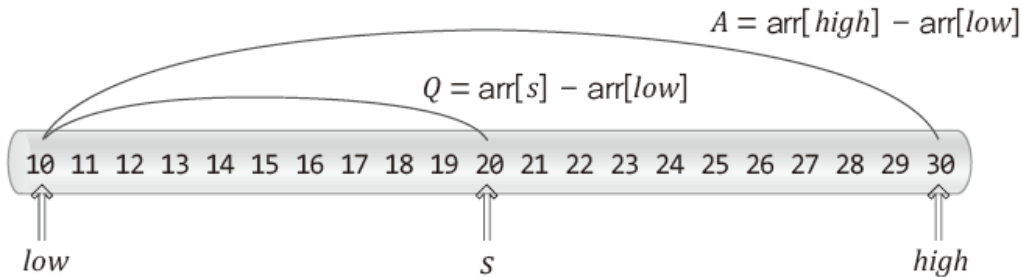 A = arr[high] − arr[low]
Q = arr[s] − arr[low]
10 11 12 13 14 15 16 17 18 19 20 21 22 23 24 25 26 27 28 29 30
low s high